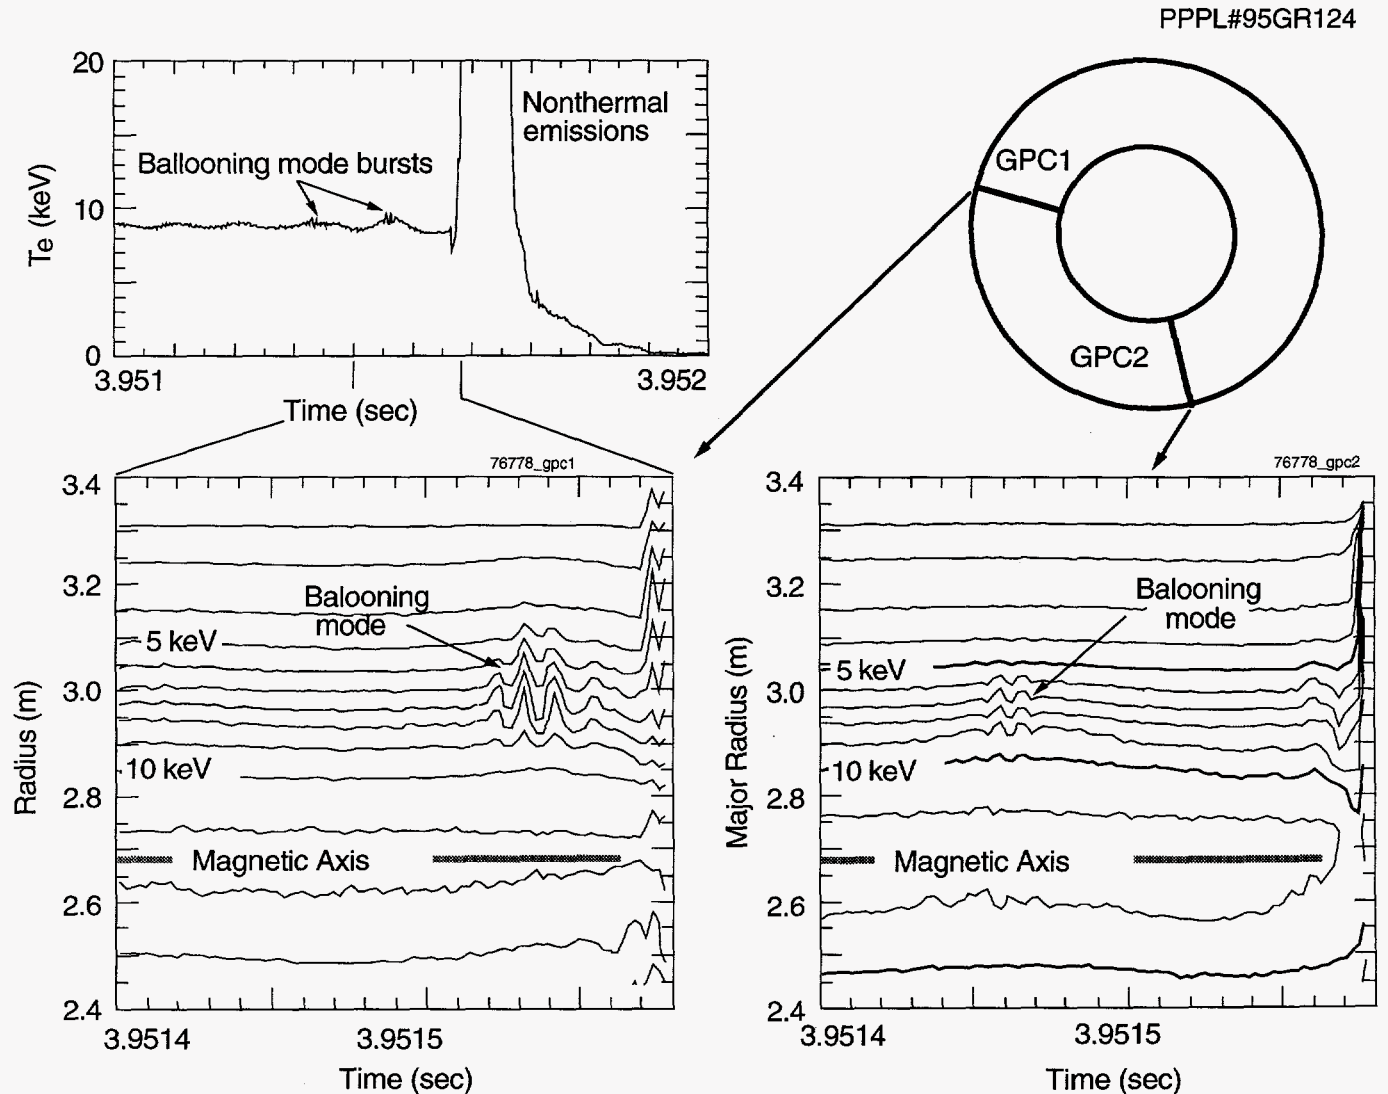 PPPL#95GR124
20
10
0
Te (keV)
Ballooning mode bursts
Nonthermal
emissions
3.951
3.952
Time (sec)
GPC1
GPC2
76778_gpc1
3.4
3.2
3.0
2.8
2.6
2.4
Radius (m)
Balooning
mode
5 keV
10 keV
Magnetic Axis
3.9514
3.9515
Time (sec)
76778_gpc2
3.4
3.2
3.0
2.8
2.6
2.4
Major Radius (m)
Balooning
mode
5 keV
10 keV
Magnetic Axis
3.9514
3.9515
Time (sec)